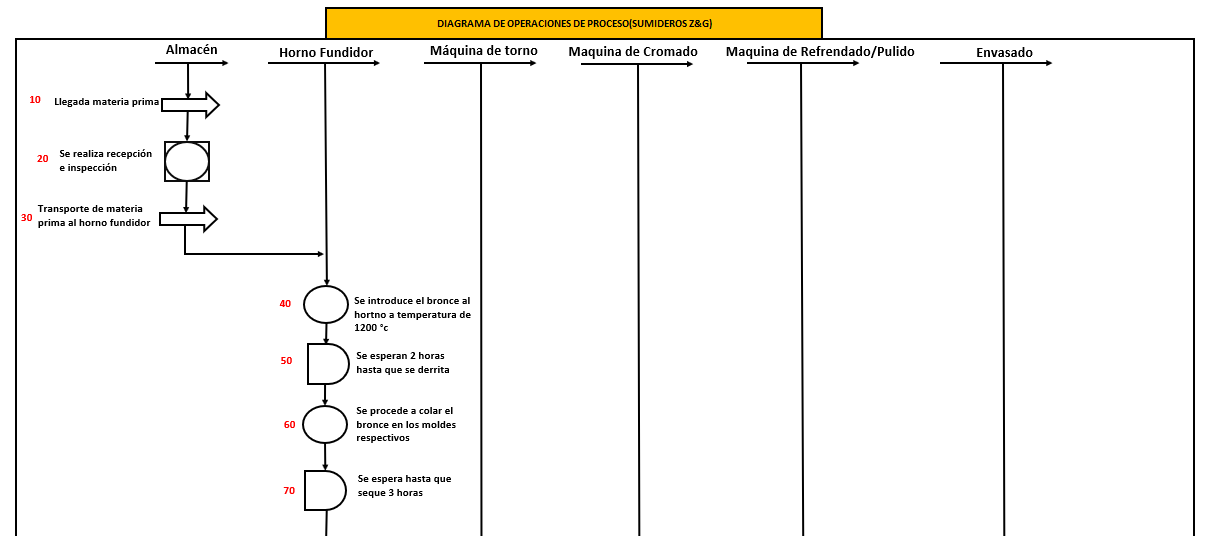 DIAGRAMA DE OPERACIONES DE PROCESO(SUMIDEROS Z&G)
Almacén
Horno Fundidor
Máquina de torno
Maquina de Cromado
Maquina de Refrendado/Pulido
Envasado
10
Llegada materia prima
20
Se realiza recepción
e inspección
30
Transporte de materia
prima al horno fundidor
40
Se introduce el bronce al
hortno a temperatura de
1200 °c
50
Se esperan 2 horas
hasta que se derrita
60
Se procede a colar el
bronce en los moldes
respectivos
70
Se espera hasta que
seque 3 horas